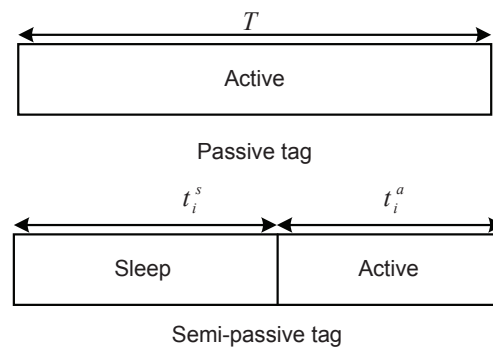 T
Active
Passive tag
t_i^s t_i^a
Sleep Active
Semi-passive tag